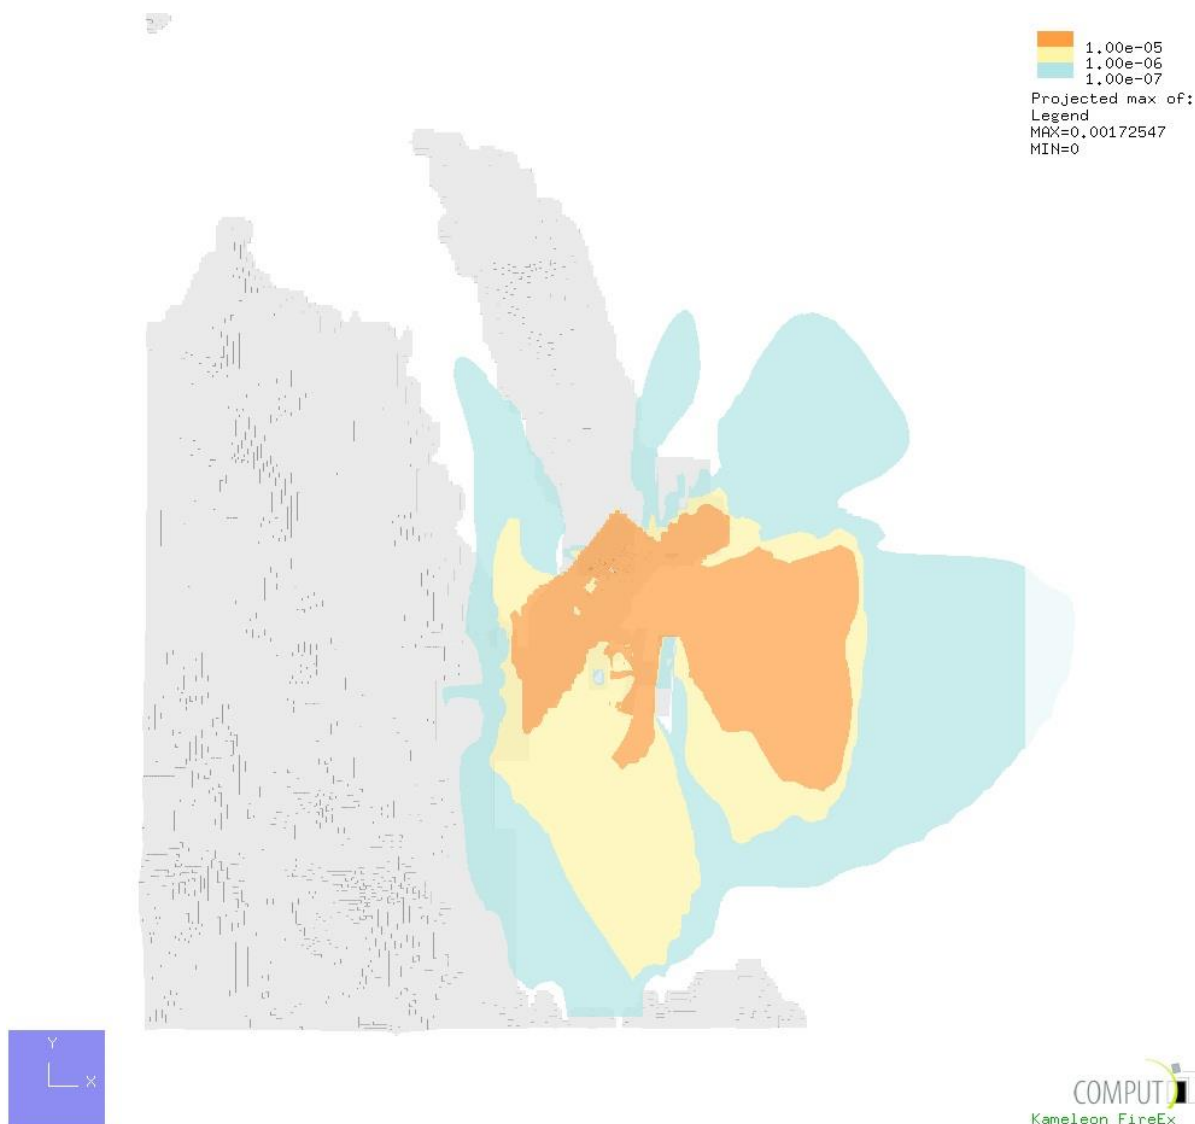 1.00e-05
1.00e-06
1.00e-07
Projected max of:
Legend
MAX=0.00172547
MIN=0
Y
X
COMPUT
Kameleon FireEx